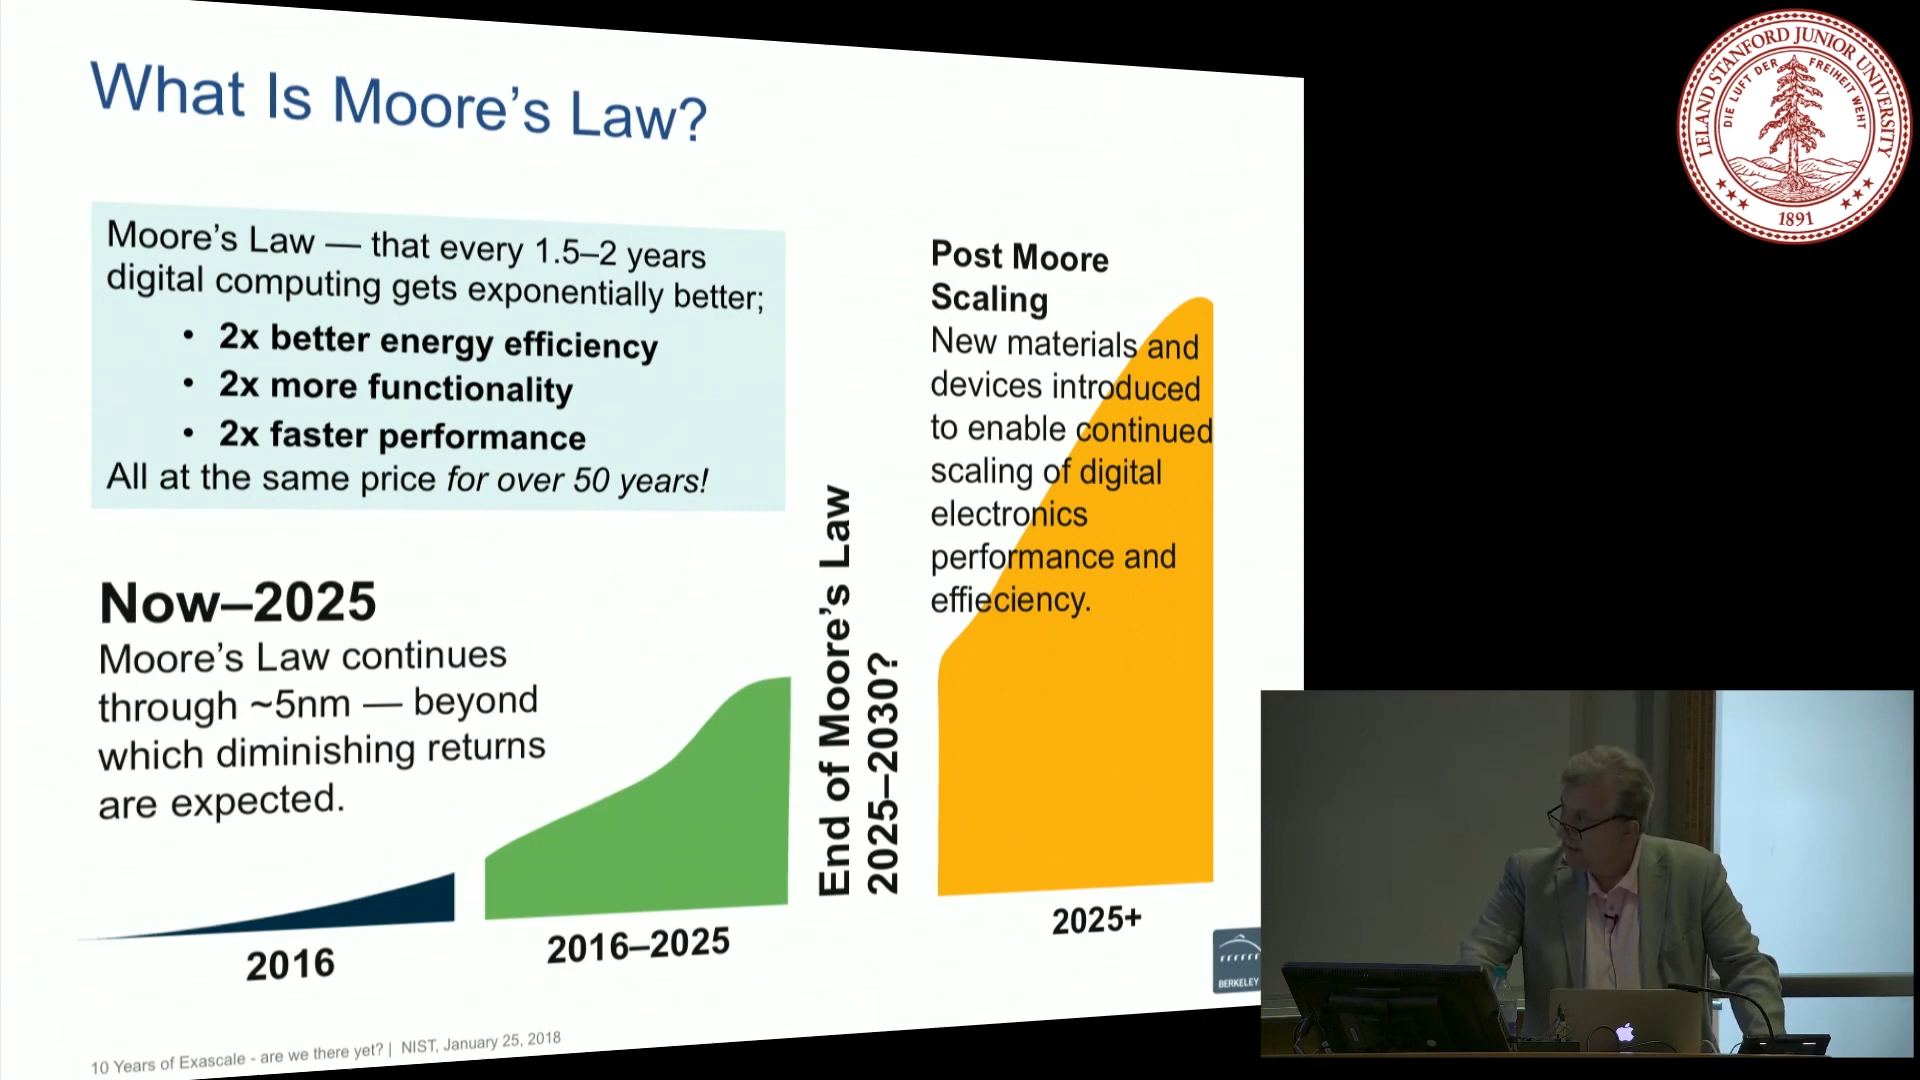 What Is Moore's Law?
Moore's Law — that every 1.5–2 years
digital computing gets exponentially better;
• 2x better energy efficiency
• 2x more functionality
• 2x faster performance
All at the same price for over 50 years!
Now–2025
Moore's Law continues
through ~5nm — beyond
which diminishing returns
are expected.
2016
2016–2025
End of Moore's Law
2025–2030?
Post Moore
Scaling
New materials and
devices introduced
to enable continued
scaling of digital
electronics
performance and
effieciency.
2025+
BERKELEY
10 Years of Exascale - are we there yet? | NIST, January 25, 2018
LELAND STANFORD JUNIOR UNIVERSITY
DIE LUFT DER FREIHEIT WEHT
1891